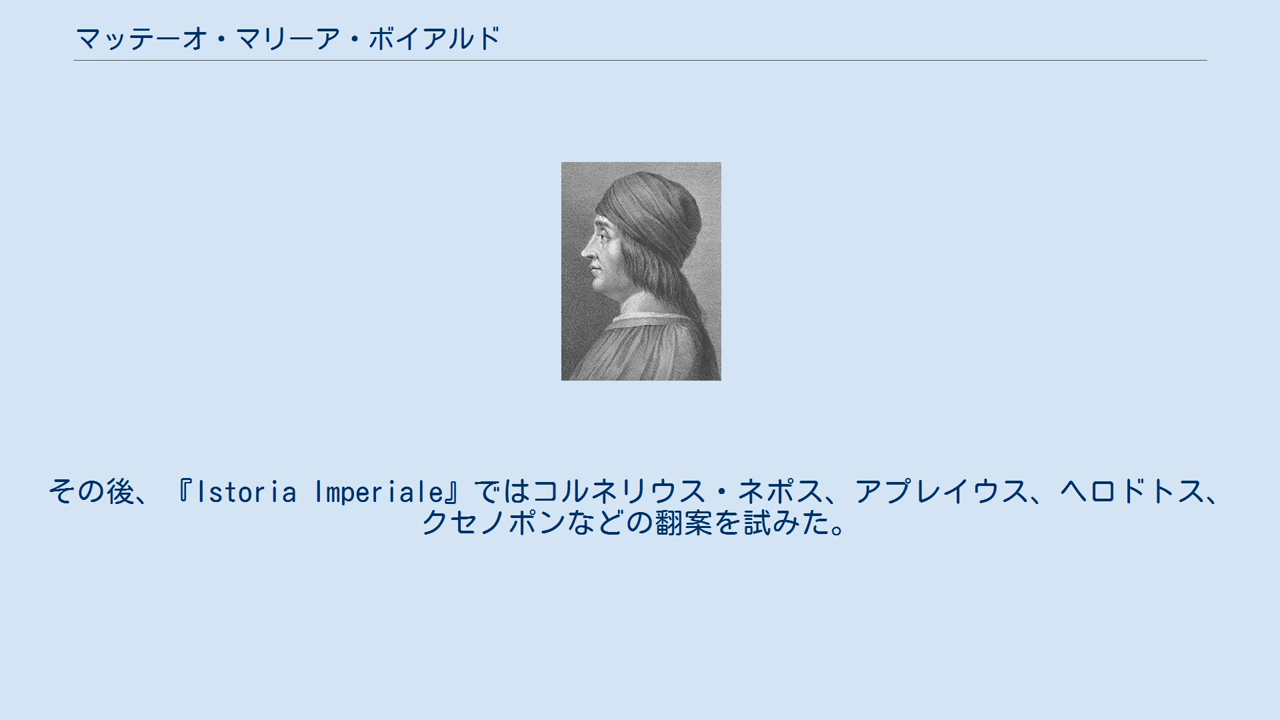 マッテーオ・マリーア・ボイアルド
その後、『Istoria Imperiale』ではコルネリウス・ネポス、アプレイウス、ヘロドトス、
クセノポンなどの翻案を試みた。